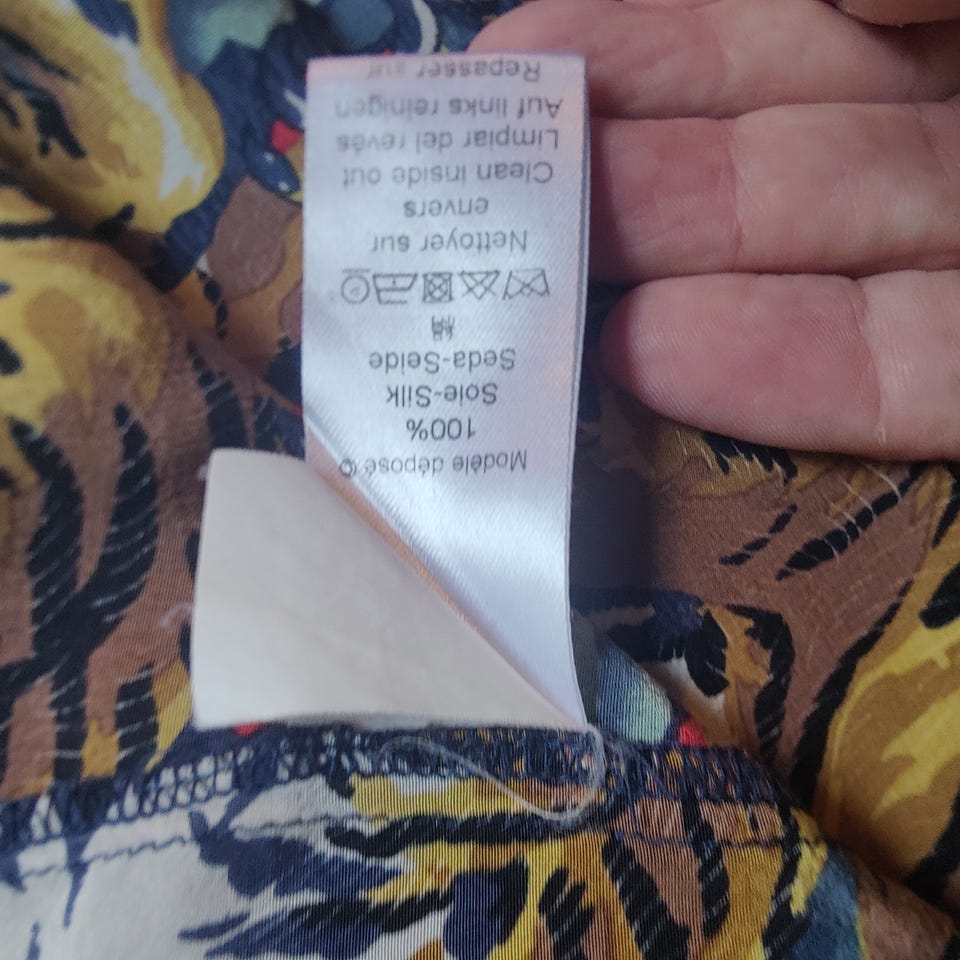 Modèle déposé ©
100%
Soie-Silk
Seda-Seide
絹
Nettoyer sur
envers
Clean inside out
Limpiar del revés
Auf links reinigen
Repasser sur